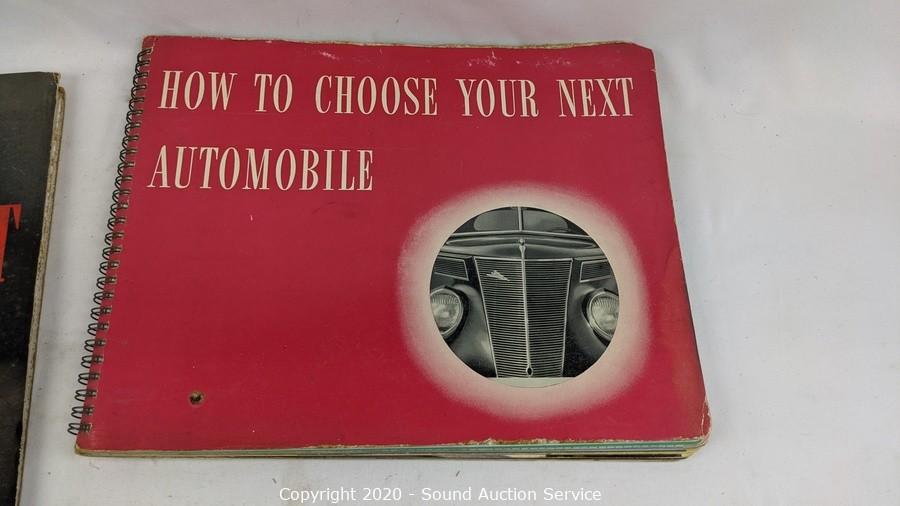 HOW TO CHOOSE YOUR NEXT
AUTOMOBILE
T
Copyright 2020 - Sound Auction Service